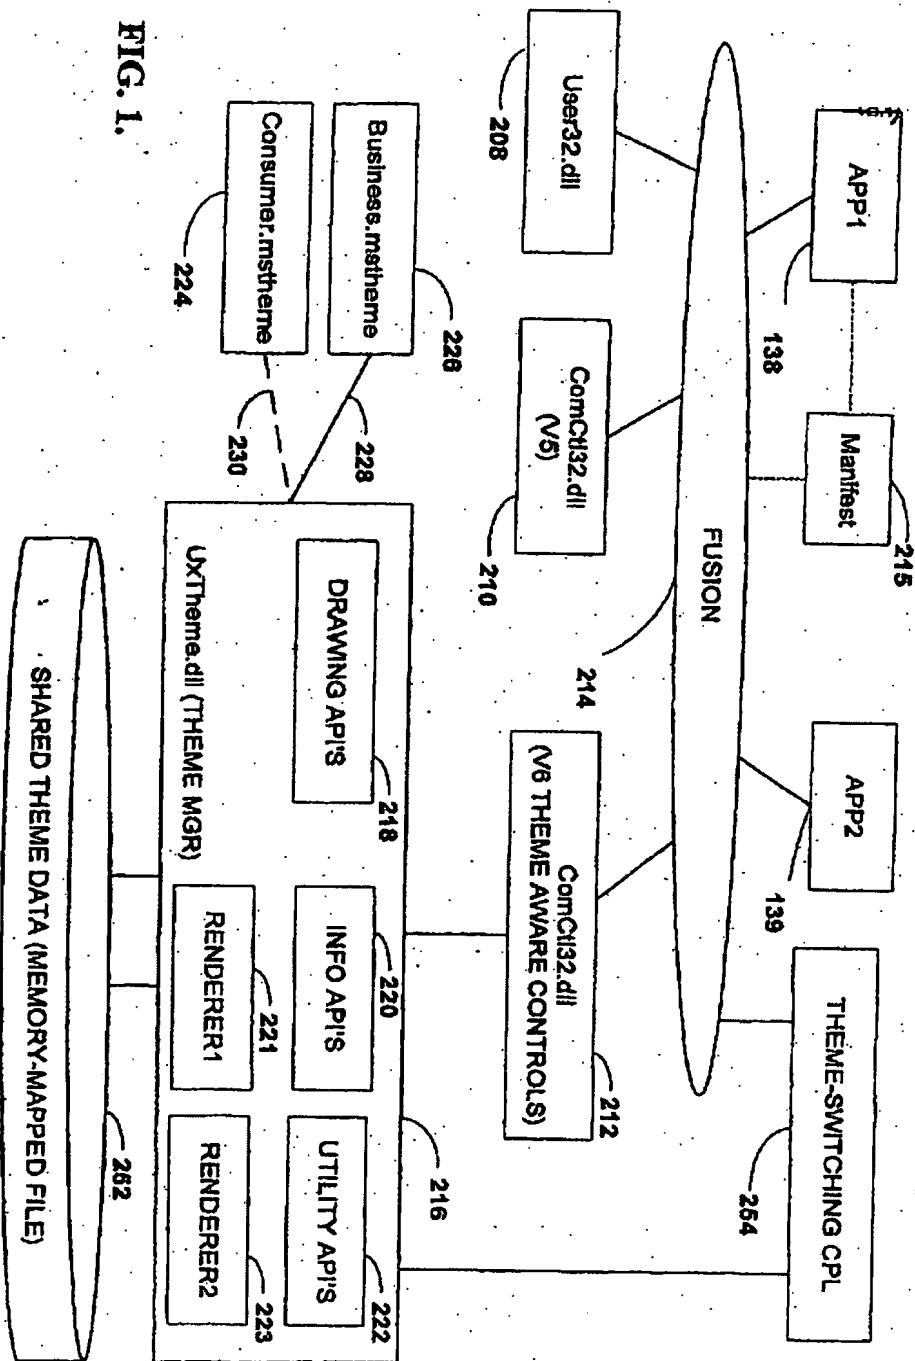 APP1
138
Manifest
215
APP2
139
THEME-SWITCHING CPL
254
FUSION
214
User32.dll
208
ComCtl32.dll
(V5)
210
ComCtl32.dll
(V6 THEME AWARE CONTROLS)
212
Business.mstheme
226
Consumer.mstheme
224
228
230
DRAWING API'S
218
INFO API'S
220
UTILITY API'S
222
216
UxTheme.dll (THEME MGR)
RENDERER1
221
RENDERER2
223
252
SHARED THEME DATA (MEMORY-MAPPED FILE)
FIG. 1.